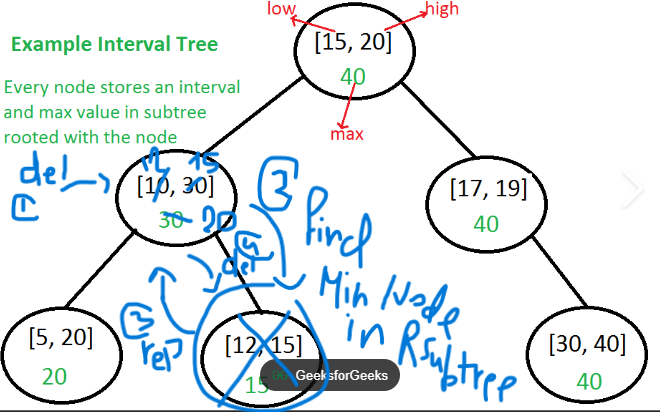 low
high
Example Interval Tree
[15, 20]
40
Every node stores an interval
and max value in subtree
rooted with the node
max
12 15
del
[10, 30]
30
20
1
2
Find
Min Node
in RSubtree
[17, 19]
40
4
del
3
rep
[5, 20]
20
[12, 15]
15
GeeksforGeeks
[30, 40]
40